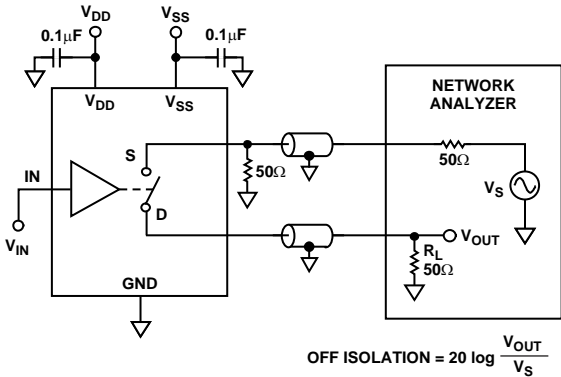 V_DD V_SS
0.1μF 0.1μF
V_DD V_SS
NETWORK
ANALYZER
S
50Ω 50Ω
IN
V_S
D
V_IN
V_OUT
R_L
50Ω
GND
OFF ISOLATION = 20 log V_OUT / V_S